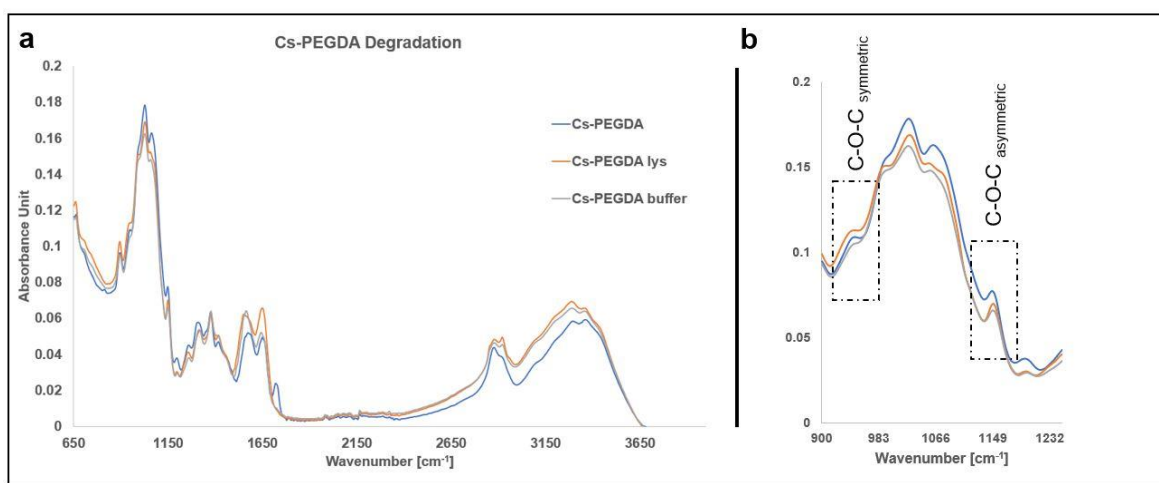 a
Cs-PEGDA Degradation
0.2
0.18
0.16
0.14
0.12
0.1
0.08
0.06
0.04
0.02
0
Absorbance Unit
650
1150
1650
2150
2650
3150
3650
Wavenumber [cm-1]
Cs-PEGDA
Cs-PEGDA lys
Cs-PEGDA buffer
b
0.2
0.15
0.1
0.05
0
C-O-C symmetric
C-O-C asymmetric
900
983
1066
1149
1232
Wavenumber [cm-1]